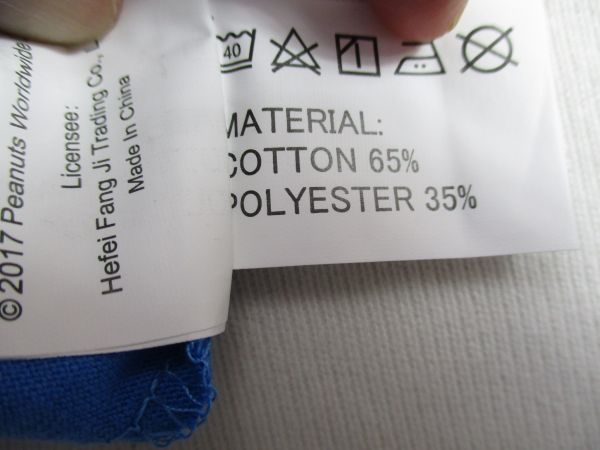 ©2017 Peanuts Worldwide
Licensee:
Hefei Fang Ji Trading Co.,
Made In China
40
MATERIAL:
COTTON 65%
POLYESTER 35%